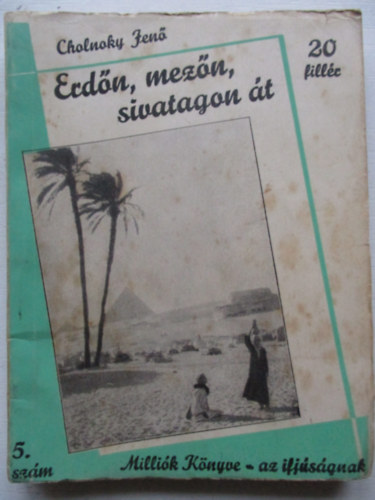 Cholnoky Jenő
20
fillér
Erdőn, mezőn,
sivatagon át
5.
szám
Milliók Könyve - az ifjúságnak